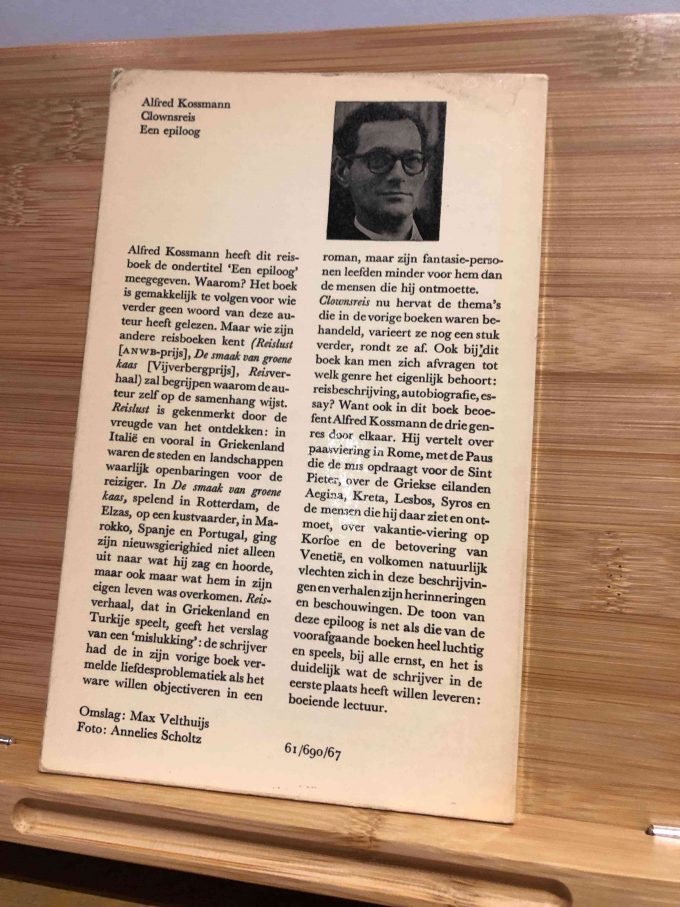 Alfred Kossmann
Clownsreis
Een epiloog
Alfred Kossmann heeft dit reis-
boek de ondertitel 'Een epiloog'
meegegeven. Waarom? Het boek
is gemakkelijk te volgen voor wie
verder geen woord van deze au-
teur heeft gelezen. Maar wie zijn
andere reisboeken kent (Reislust
[ANWB-prijs], De smaak van groene
kaas [Vijverbergprijs], Reisver-
haal) zal begrijpen waarom de au-
teur zelf op de samenhang wijst.
Reislust is gekenmerkt door de
vreugde van het ontdekken: in
Italië en vooral in Griekenland
waren de steden en landschappen
waarlijk openbaringen voor de
reiziger. In De smaak van groene
kaas, spelend in Rotterdam, de
Elzas, op een kustvaarder, in Ma-
rokko, Spanje en Portugal, ging
zijn nieuwsgierigheid niet alleen
uit naar wat hij zag en hoorde,
maar ook maar wat hem in zijn
eigen leven was overkomen. Reis-
verhaal, dat in Griekenland en
Turkije speelt, geeft het verslag
van een 'mislukking': de schrijver
had de in zijn vorige boek ver-
melde liefdesproblematiek als het
ware willen objectiveren in een
roman, maar zijn fantasie-perso-
nen leefden minder voor hem dan
de mensen die hij ontmoette.
Clownsreis nu hervat de thema's
die in de vorige boeken waren be-
handeld, varieert ze nog een stuk
verder, rondt ze af. Ook bij dit
boek kan men zich afvragen tot
welk genre het eigenlijk behoort:
reisbeschrijving, autobiografie, es-
say? Want ook in dit boek beoe-
fent Alfred Kossmann de drie gen-
res door elkaar. Hij vertelt over
paasviering in Rome, met de Paus
die de mis opdraagt voor de Sint
Pieter, over de Griekse eilanden
Aegina, Kreta, Lesbos, Syros en
de mensen die hij daar ziet en ont-
moet, over vakantie-viering op
Korfoe en de betovering van
Venetië, en volkomen natuurlijk
vlechten zich in deze beschrijvin-
gen en verhalen zijn herinneringen
en beschouwingen. De toon van
deze epiloog is net als die van de
voorafgaande boeken heel luchtig
en speels, bij alle ernst, en het is
duidelijk wat de schrijver in de
eerste plaats heeft willen leveren:
boeiende lectuur.
Omslag: Max Velthuijs
Foto: Annelies Scholtz
61/690/67